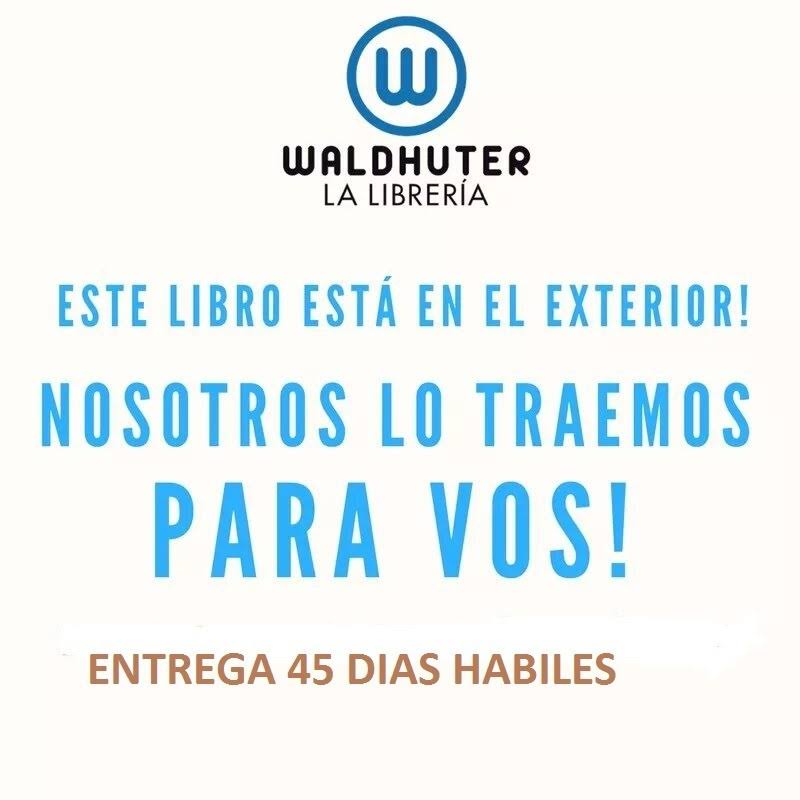 W
WALDHUTER
LA LIBRERÍA
ESTE LIBRO ESTÁ EN EL EXTERIOR!
NOSOTROS LO TRAEMOS
PARA VOS!
ENTREGA 45 DIAS HABILES